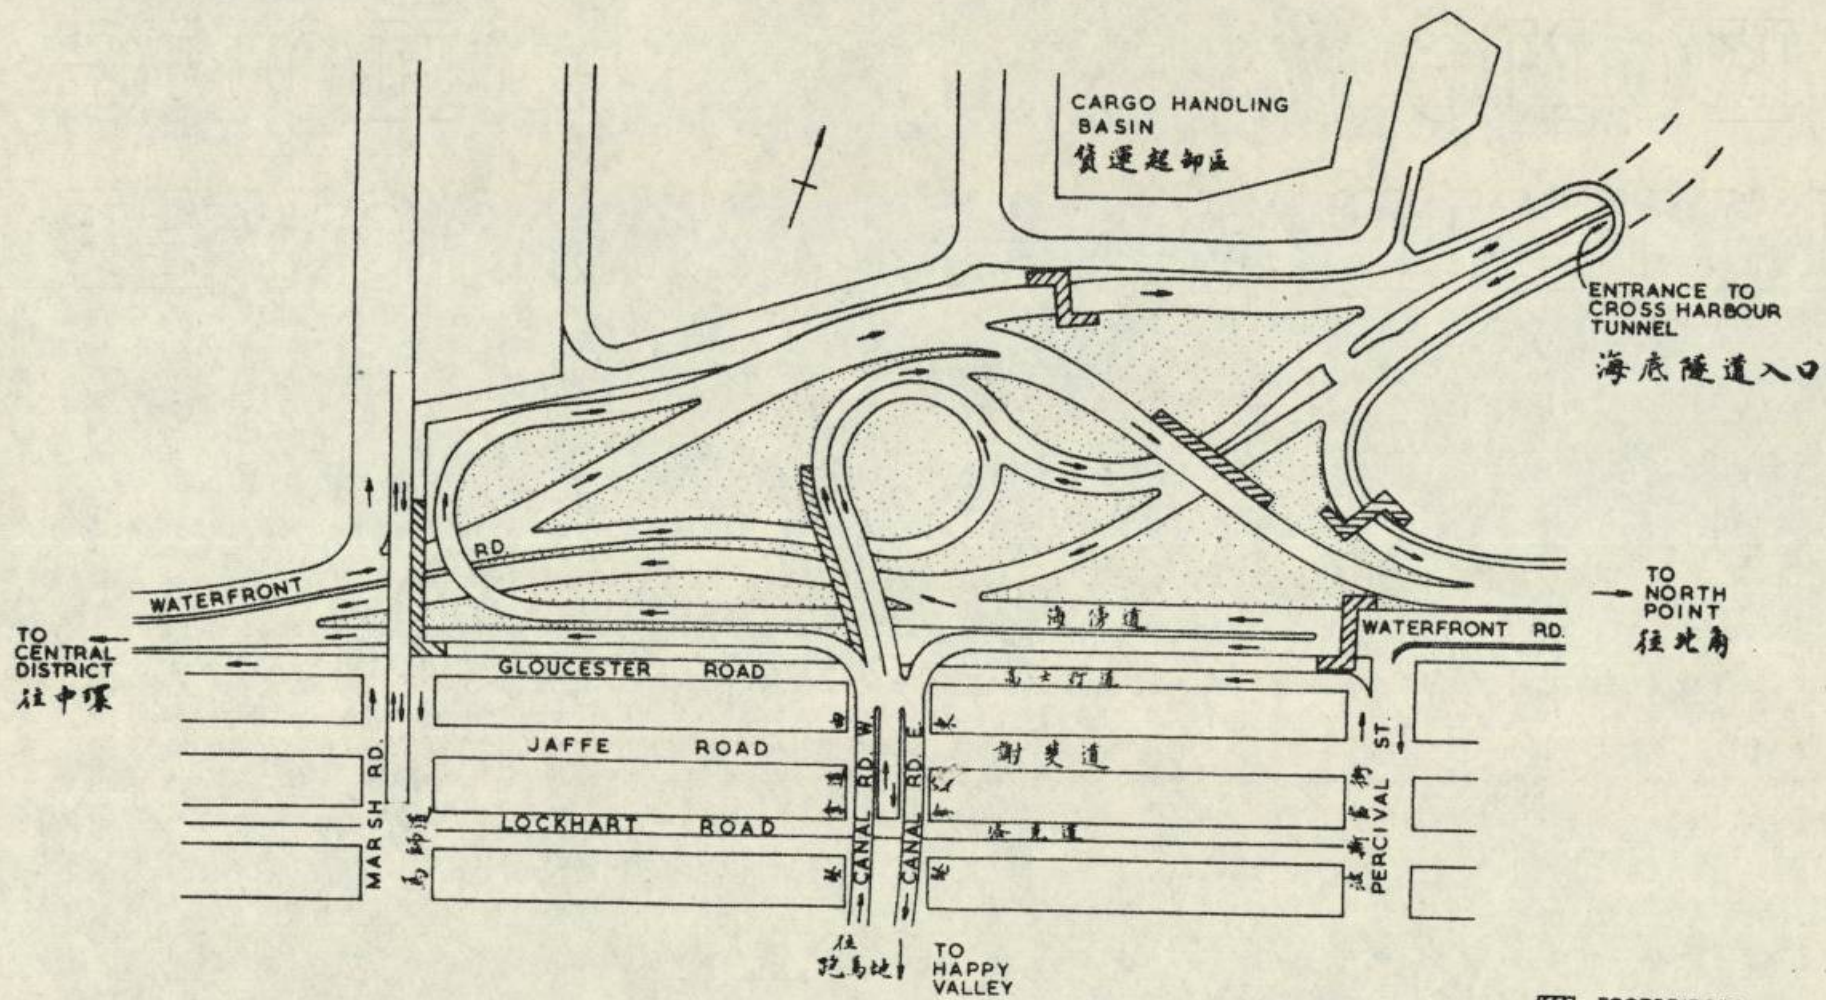 CARGO HANDLING
BASIN
貨運起卸區
ENTRANCE TO
CROSS HARBOUR
TUNNEL
海底隧道入口
RD.
WATERFRONT
TO
CENTRAL
DISTRICT
往中環
TO
NORTH
POINT
往北角
海傍道
WATERFRONT RD.
GLOUCESTER ROAD
高士打道
JAFFE ROAD
謝斐道
LOCKHART ROAD
洛克道
MARSH RD.
馬師道
CANAL RD. W.
CANAL RD. E.
PERCIVAL ST.
波斯富街
往
跑馬地
TO
HAPPY
VALLEY